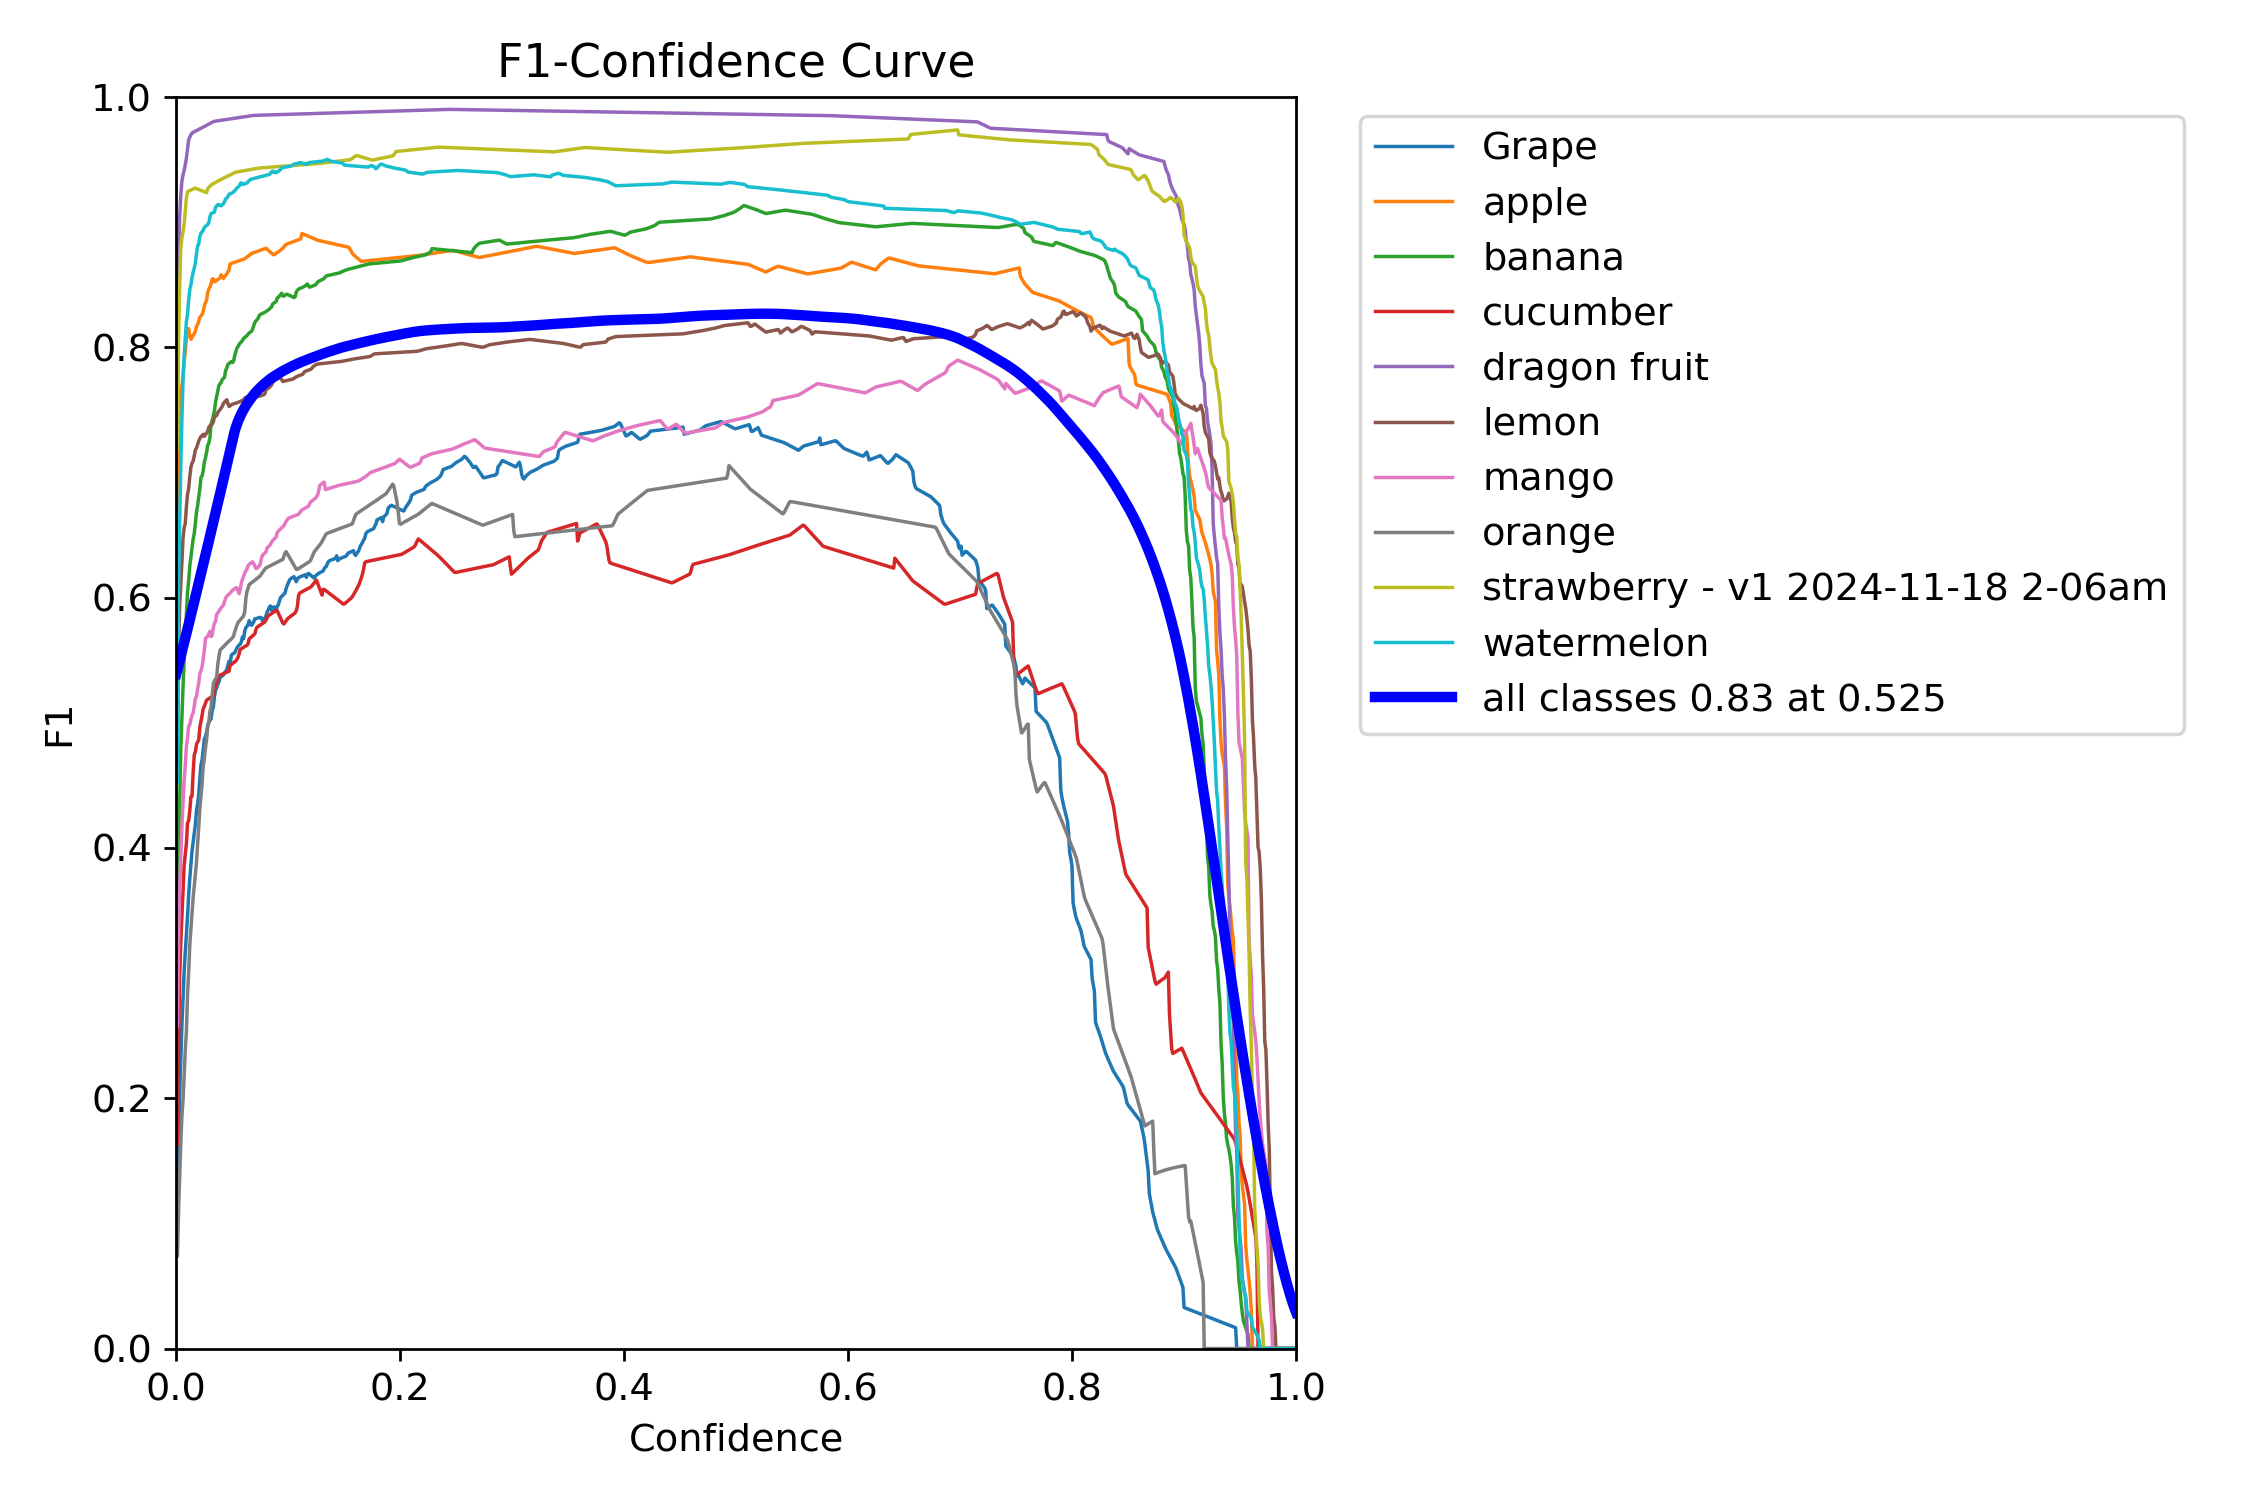 F1-Confidence Curve
1.0
0.8
0.6
0.4
0.2
0.0
F1
0.0 0.2 0.4 0.6 0.8 1.0
Confidence
Grape
apple
banana
cucumber
dragon fruit
lemon
mango
orange
strawberry - v1 2024-11-18 2-06am
watermelon
all classes 0.83 at 0.525